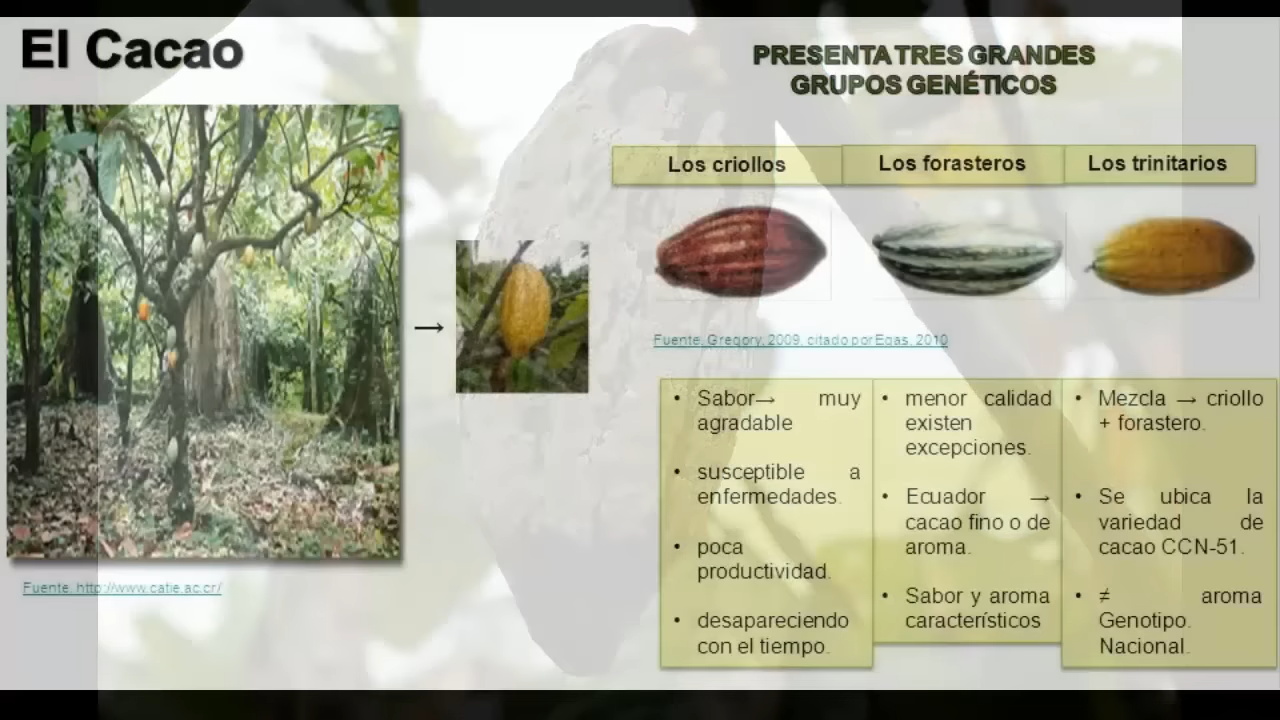 El Cacao
PRESENTA TRES GRANDES
GRUPOS GENÉTICOS
Los criollos
Los forasteros
Los trinitarios
→
Fuente, Gregory, 2009, citado por Egas, 2010
• Sabor→ muy
agradable
• susceptible a
enfermedades.
• poca
productividad.
• desapareciendo
con el tiempo.
• menor calidad
existen
excepciones.
• Ecuador →
cacao fino o de
aroma.
• Sabor y aroma
característicos
• Mezcla → criollo
+ forastero.
• Se ubica la
variedad de
cacao CCN-51.
• ≠ aroma
Genotipo.
Nacional.
Fuente, http://www.catie.ac.cr/